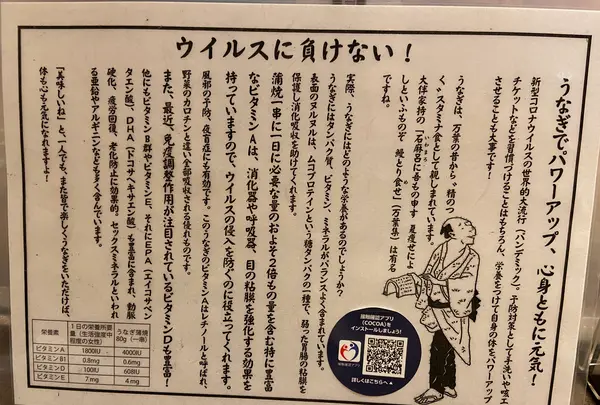 ウイルスに負けない！
うなぎでパワーアップ、心身ともに元気！
新型コロナウイルスの世界的大流行（パンデミック）。予防対策として手洗いや咳エ
チケットなどを習慣づけることはもちろん、栄養をつけて自身の体をパワーアップ
させることも大事です！
うなぎは、万葉の昔から“精のつ
く”スタミナ食として親しまれています。
大伴家持の「石麻呂に吾もの申す 夏痩せによ
いわまろ
しといふものぞ 鰻とり食せ」（万葉集）は有名
ですね。
実際、うなぎにはどのような栄養があるのでしょうか？
うなぎにはタンパク質、ビタミン、ミネラルがバランスよく含まれています。
表面のヌルヌルは、ムコプロテインという糖タンパクの一種で、弱った胃腸の粘膜を
保護し消化吸収を助けてくれます。
蒲焼一串に一日に必要な量のおよそ2倍もの量を含む特に豊富
なビタミンAは、消化器や呼吸器、目の粘膜を強化する効果を
持っていますので、ウイルスの侵入を防ぐのに役立ってくれます。
風邪の予防、疫盲症にも有効です。このうなぎのビタミンAはレチノールと呼ばれ、
野菜のカロチンと違い全部吸収される優れものです。
また、最近、免疫調整作用が注目されているビタミンDも豊富！
他にもビタミンB群やビタミンE、それにEPA（エイコサペン
タエン酸）、DHA（ドコサヘキサエン酸）も豊富に含まれ、動脈
硬化、疲労回復、老化防止に効果的。セックスミネラルといわれ
る亜鉛やアルギニンなども多く含んでいます。
「美味しいね」と、一人でも、また皆で楽しくうなぎをいただけば、
体も心も元気になれますよ！
栄養素 1日の栄養所要量（生活強度中程度の女性） うなぎ蒲焼80g（一串）
ビタミンA 1800IU 4000IU
ビタミンB1 0.8mg 0.6mg
ビタミンD 100IU 608IU
ビタミンE 7mg 4mg
接触確認アプリ
（COCOA）を
インストールしましょう！
接触確認アプリ
詳しくはこちらへ